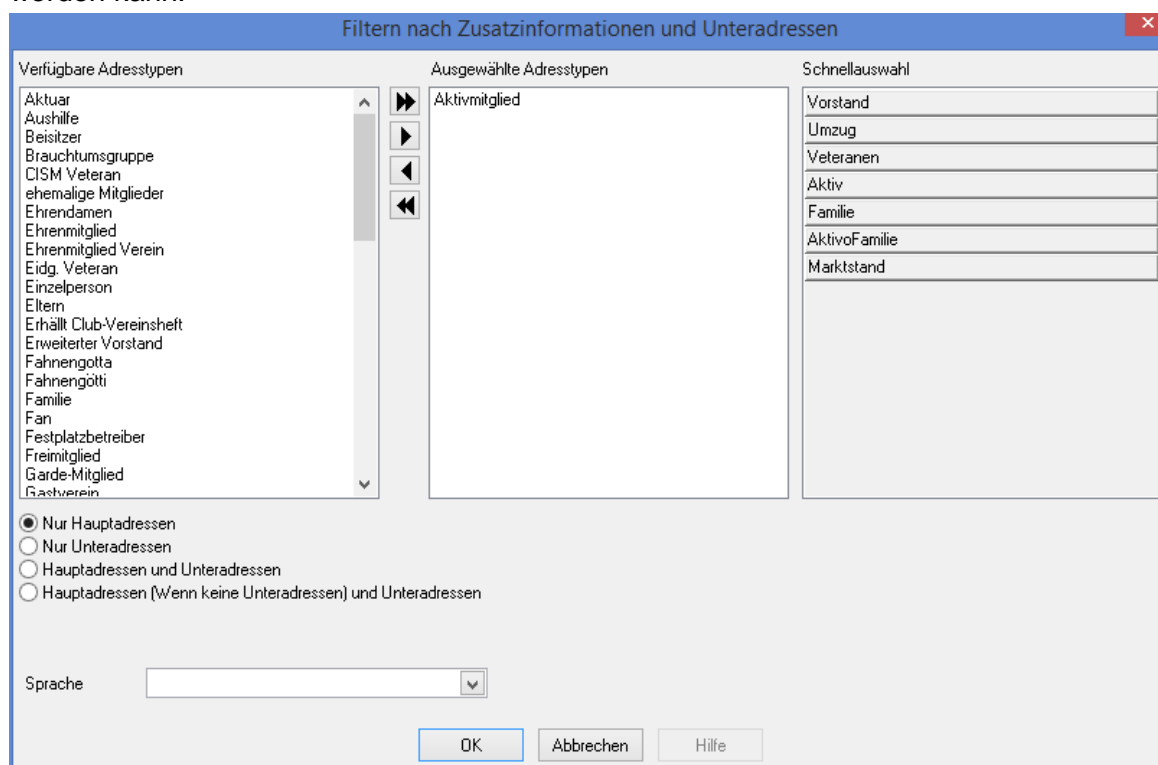 werden kann.
Filtern nach Zusatzinformationen und Unteradressen
Verfügbare Adresstypen
Aktuar
Aushilfe
Beisitzer
Brauchtumsgruppe
CISM Veteran
ehemalige Mitglieder
Ehrendamen
Ehrenmitglied
Ehrenmitglied Verein
Eidg. Veteran
Einzelperson
Eltern
Erhällt Club-Vereinsheft
Erweiterter Vorstand
Fahnengotta
Fahnengötti
Familie
Fan
Festplatzbetreiber
Freimitglied
Garde-Mitglied
Gastverein
Ausgewählte Adresstypen
Aktivmitglied
Schnellauswahl
Vorstand
Umzug
Veteranen
Aktiv
Familie
AktivoFamilie
Marktstand
Nur Hauptadressen
Nur Unteradressen
Hauptadressen und Unteradressen
Hauptadressen (Wenn keine Unteradressen) und Unteradressen
Sprache
OK
Abbrechen
Hilfe